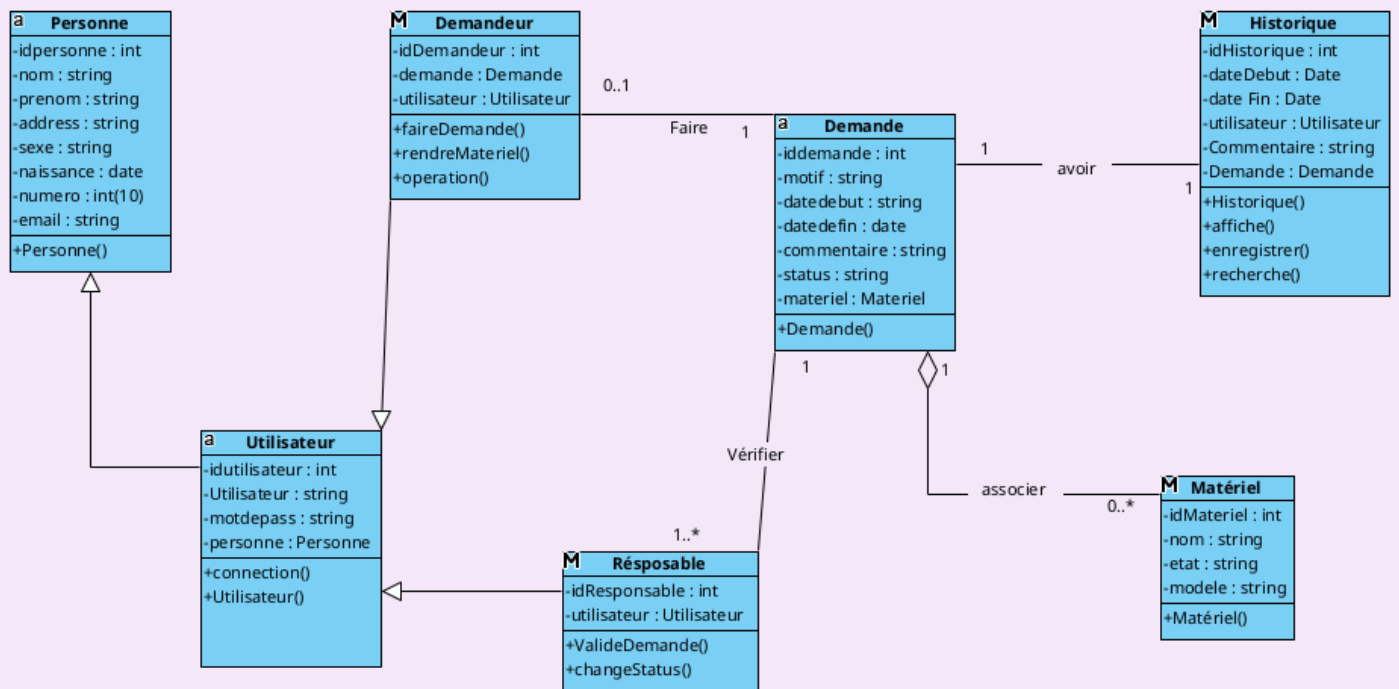 a Personne
-idpersonne : int
-nom : string
-prenom : string
-address : string
-sexe : string
-naissance : date
-numero : int(10)
-email : string
+Personne()
M Demandeur
-idDemandeur : int
-demande : Demande
-utilisateur : Utilisateur
+faireDemande()
+rendreMateriel()
+operation()
0..1
Faire
1
a Demande
-iddemande : int
-motif : string
-datedebut : string
-datedefin : date
-commentaire : string
-status : string
-materiel : Materiel
+Demande()
1
avoir
1
M Historique
-idHistorique : int
-dateDebut : Date
-date Fin : Date
-utilisateur : Utilisateur
-Commentaire : string
-Demande : Demande
+Historique()
+affiche()
+enregistrer()
+recherche()
1
1
Vérifier
1..*
associer
0..*
a Utilisateur
-idutilisateur : int
-Utilisateur : string
-motdepass : string
-personne : Personne
+connection()
+Utilisateur()
M Résposable
-idResponsable : int
-utilisateur : Utilisateur
+ValideDemande()
+changeStatus()
M Matériel
-idMateriel : int
-nom : string
-etat : string
-modele : string
+Matériel()